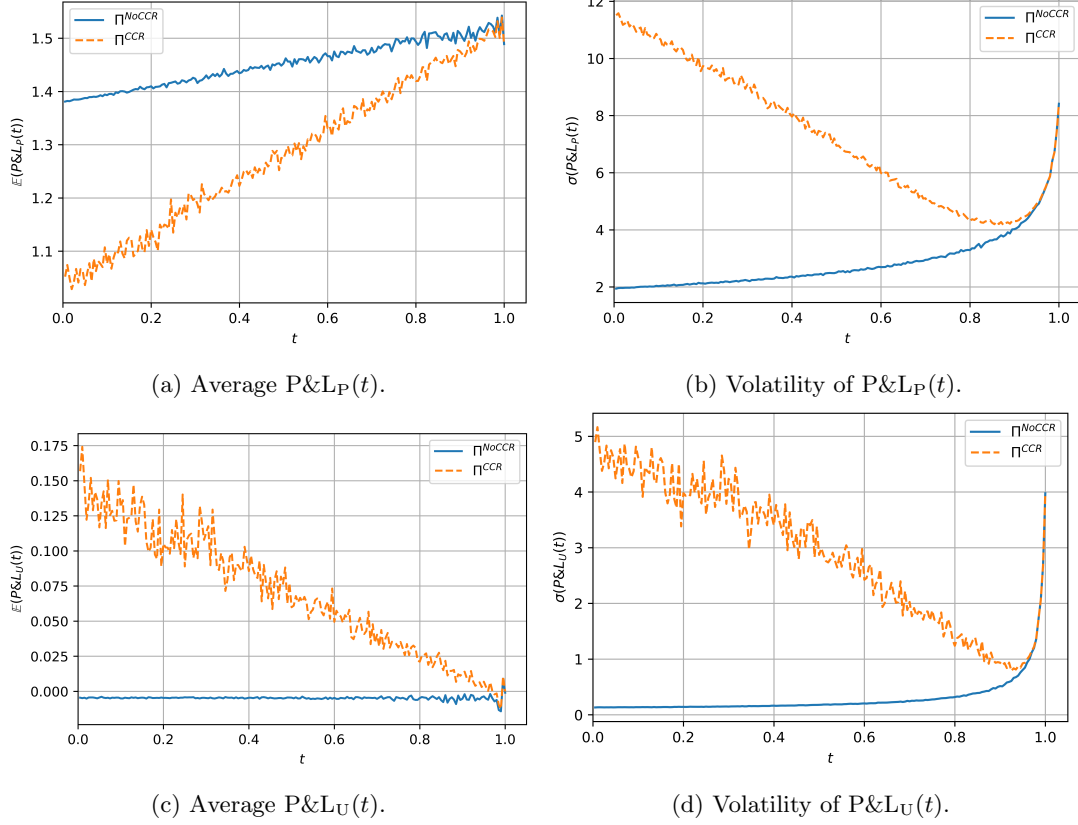 𝔼(P&L_P(t))
1.5
1.4
1.3
1.2
1.1
0.0 0.2 0.4 0.6 0.8 1.0
t
Π^NoCCR
Π^CCR
(a) Average P&L_P(t).
σ(P&L_P(t))
12
10
8
6
4
2
0.0 0.2 0.4 0.6 0.8 1.0
t
Π^NoCCR
Π^CCR
(b) Volatility of P&L_P(t).
𝔼(P&L_U(t))
0.175
0.150
0.125
0.100
0.075
0.050
0.025
0.000
0.0 0.2 0.4 0.6 0.8 1.0
t
Π^NoCCR
Π^CCR
(c) Average P&L_U(t).
σ(P&L_U(t))
5
4
3
2
1
0
0.0 0.2 0.4 0.6 0.8 1.0
t
Π^NoCCR
Π^CCR
(d) Volatility of P&L_U(t).